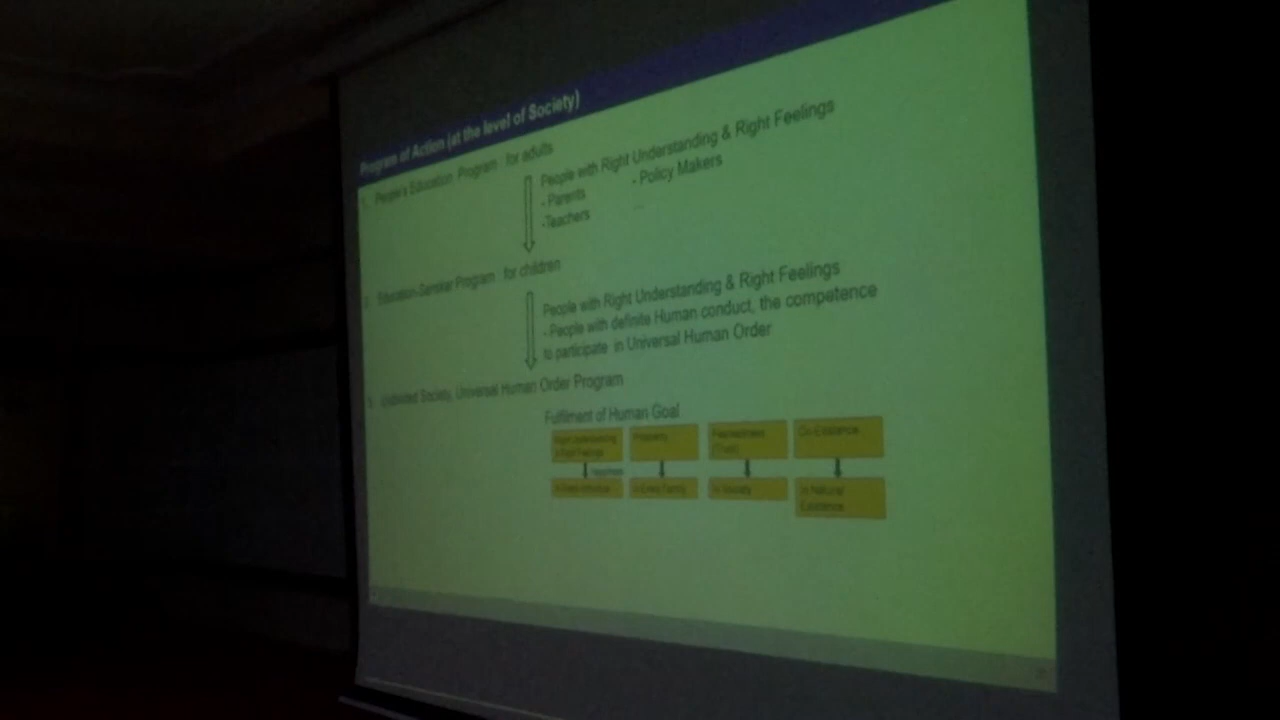 Program of Action (at the level of Society)
1. People's Education Program for adults
People with Right Understanding & Right Feelings
- Parents - Policy Makers
-Teachers ...
2. Education-Sanskar Program for children
People with Right Understanding & Right Feelings
- People with definite Human conduct, the competence
to participate in Universal Human Order
3. Undivided Society, Universal Human Order Program
Fulfilment of Human Goal
Right Understanding Prosperity Fearlessness Co-Existence
& Right Feelings (Trust)
Happiness
In Every Individual In Every Family In Society In Nature/
Existence